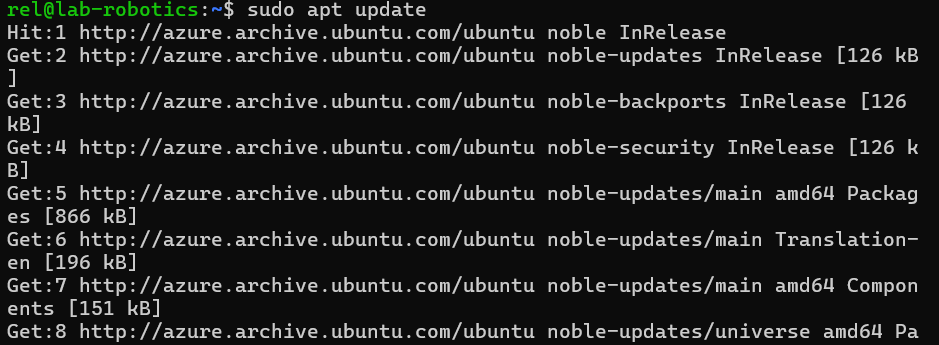 rel@lab-robotics:~$ sudo apt update
Hit:1 http://azure.archive.ubuntu.com/ubuntu noble InRelease
Get:2 http://azure.archive.ubuntu.com/ubuntu noble-updates InRelease [126 kB
]
Get:3 http://azure.archive.ubuntu.com/ubuntu noble-backports InRelease [126 
kB]
Get:4 http://azure.archive.ubuntu.com/ubuntu noble-security InRelease [126 k
B]
Get:5 http://azure.archive.ubuntu.com/ubuntu noble-updates/main amd64 Packag
es [866 kB]
Get:6 http://azure.archive.ubuntu.com/ubuntu noble-updates/main Translation-
en [196 kB]
Get:7 http://azure.archive.ubuntu.com/ubuntu noble-updates/main amd64 Compon
ents [151 kB]
Get:8 http://azure.archive.ubuntu.com/ubuntu noble-updates/universe amd64 Pa